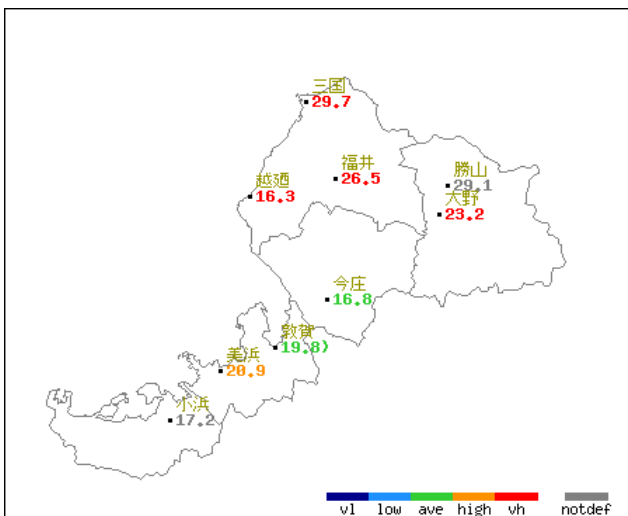 三国
29.7
福井
26.5
勝山
29.1
越廼
16.3
大野
23.2
今庄
16.8
敦賀
19.8)
美浜
20.9
小浜
17.2
vl low ave high vh notdef